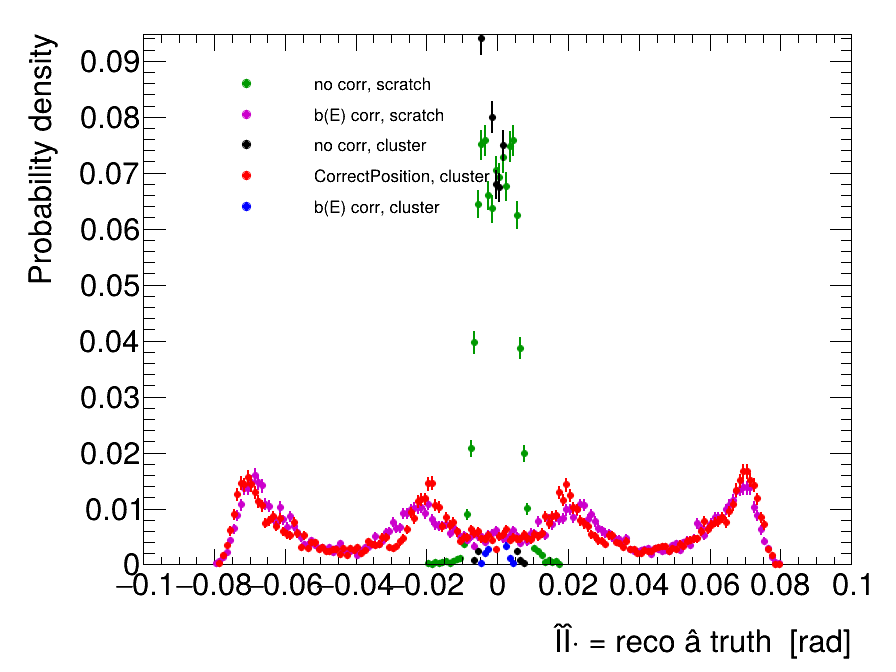 Probability density
0.09
0.08
0.07
0.06
0.05
0.04
0.03
0.02
0.01
0
no corr, scratch
b(E) corr, scratch
no corr, cluster
CorrectPosition, cluster
b(E) corr, cluster
−0.1 −0.08 −0.06 −0.04 −0.02 0 0.02 0.04 0.06 0.08 0.1
ÎÎ· = reco â truth [rad]